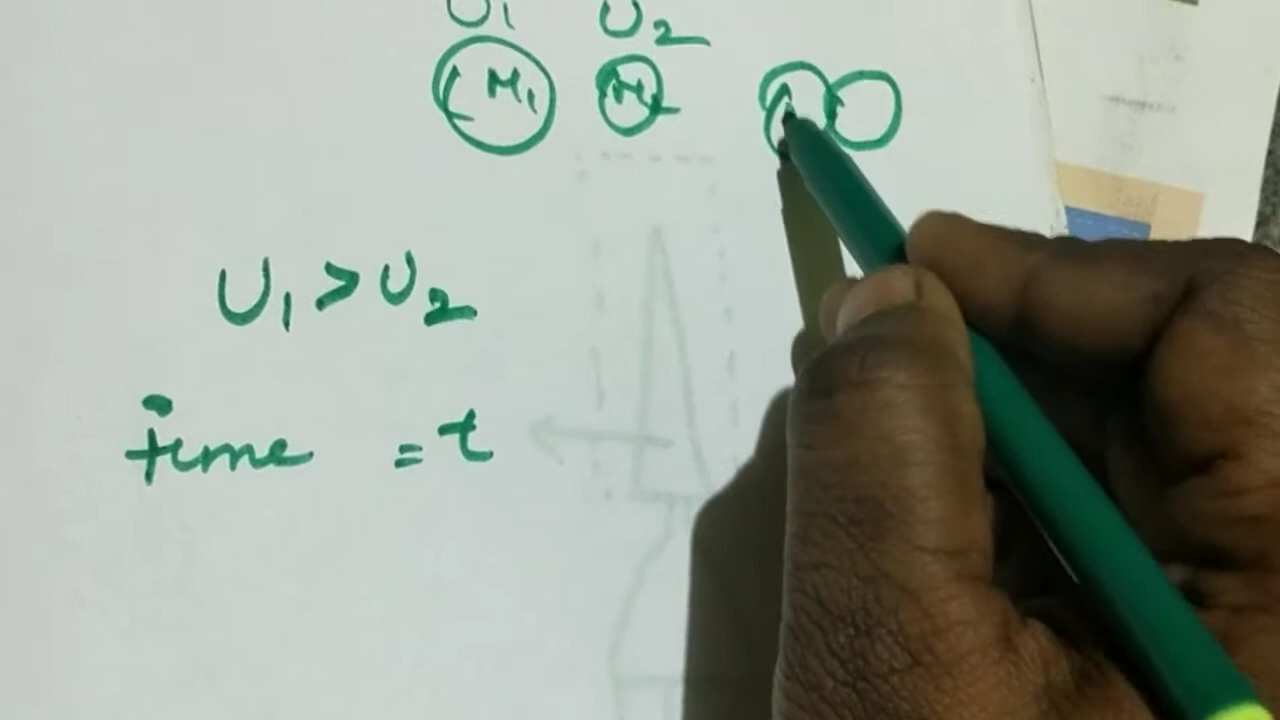 U₁ U₂
M₁ M₂
U₁ > U₂
time = t